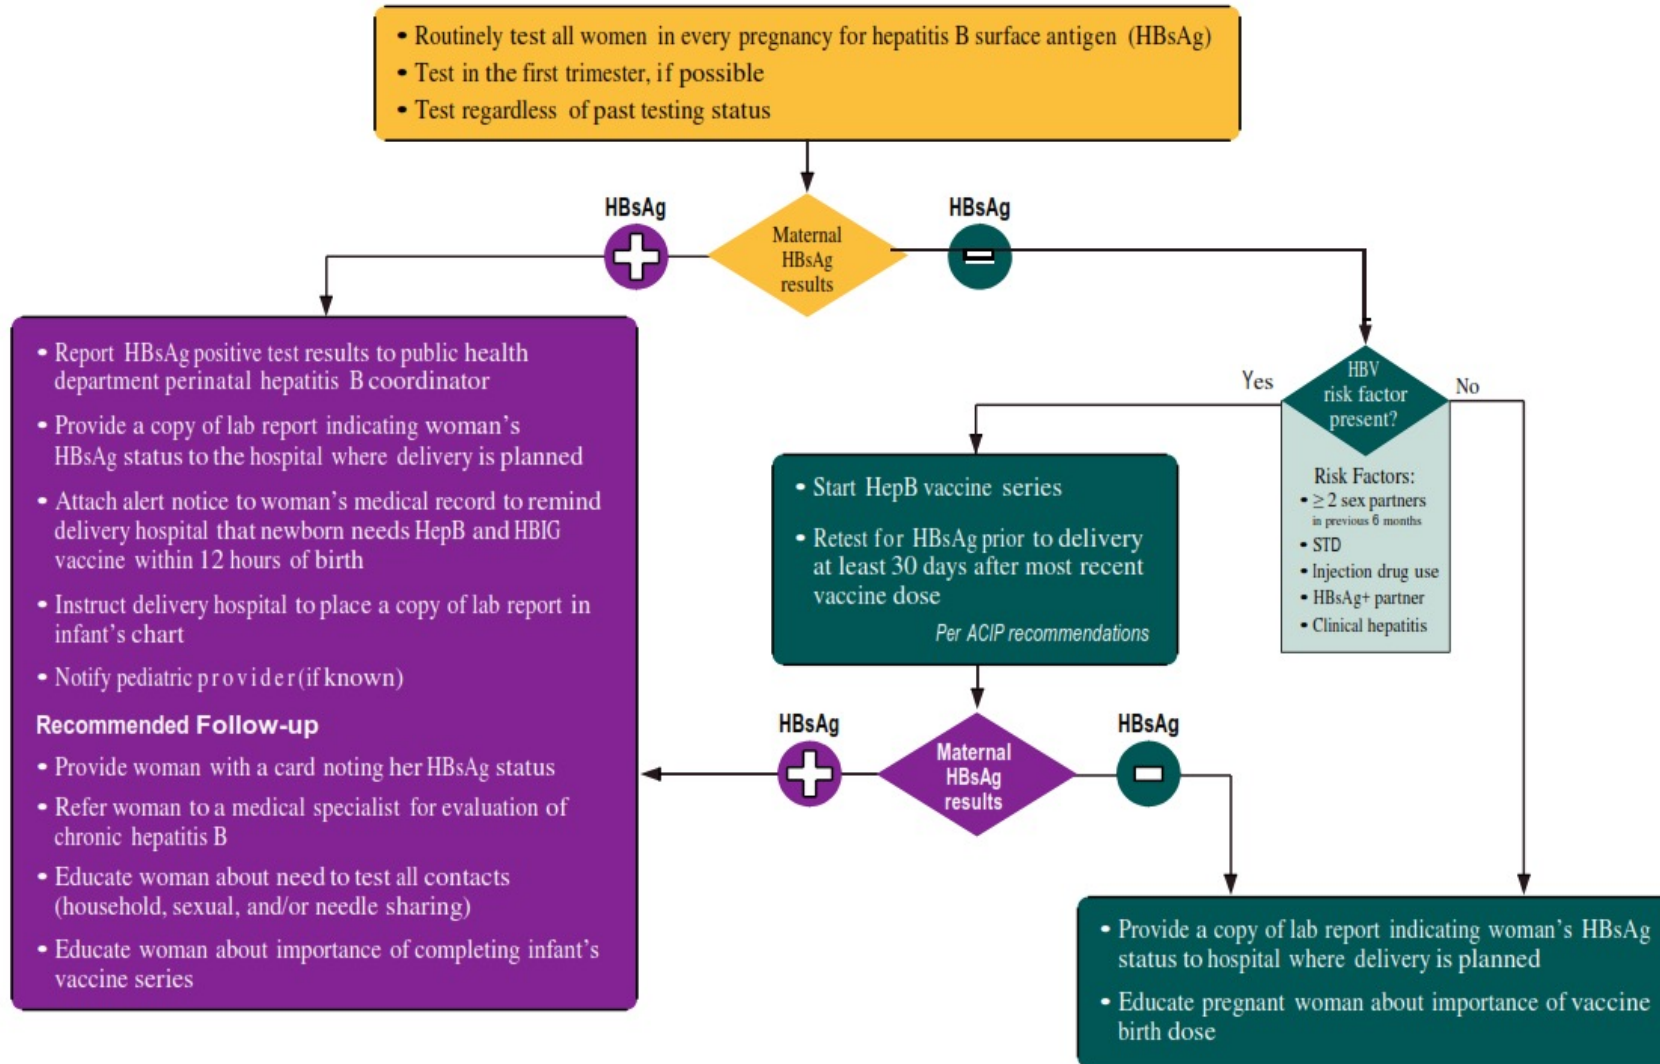 • Routinely test all women in every pregnancy for hepatitis B surface antigen (HBsAg)
• Test in the first trimester, if possible
• Test regardless of past testing status
HBsAg
HBsAg
Maternal
HBsAg
results
• Report HBsAg positive test results to public health
department perinatal hepatitis B coordinator
• Provide a copy of lab report indicating woman's
HBsAg status to the hospital where delivery is planned
• Attach alert notice to woman's medical record to remind
delivery hospital that newborn needs HepB and HBIG
vaccine within 12 hours of birth
• Instruct delivery hospital to place a copy of lab report in
infant's chart
• Notify pediatric provider (if known)
Recommended Follow-up
• Provide woman with a card noting her HBsAg status
• Refer woman to a medical specialist for evaluation of
chronic hepatitis B
• Educate woman about need to test all contacts
(household, sexual, and/or needle sharing)
• Educate woman about importance of completing infant's
vaccine series
HBV
risk factor
present?
Yes
No
Risk Factors:
• ≥ 2 sex partners
in previous 6 months
• STD
• Injection drug use
• HBsAg+ partner
• Clinical hepatitis
• Start HepB vaccine series
• Retest for HBsAg prior to delivery
at least 30 days after most recent
vaccine dose
Per ACIP recommendations
HBsAg
HBsAg
Maternal
HBsAg
results
• Provide a copy of lab report indicating woman's HBsAg
status to hospital where delivery is planned
• Educate pregnant woman about importance of vaccine
birth dose